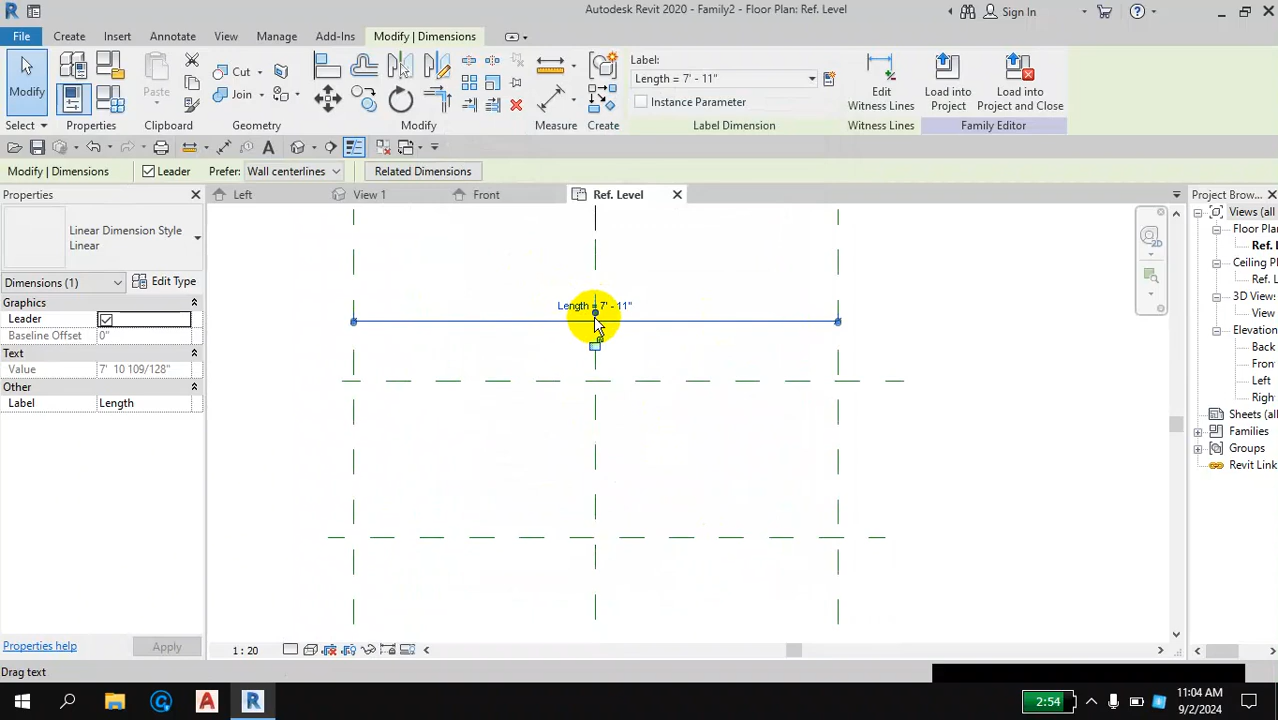 Autodesk Revit 2020 - Family2 - Floor Plan: Ref. Level
Sign In
File Create Insert Annotate View Manage Add-Ins Modify | Dimensions
Modify
Select
Properties
Paste
Clipboard
Cut
Join
Geometry
Modify
Measure
Create
Label:
Length = 7' - 11"
Instance Parameter
Label Dimension
Edit
Witness Lines
Witness Lines
Load into
Project
Load into
Project and Close
Family Editor
Modify | Dimensions Leader Prefer: Wall centerlines Related Dimensions
Properties
Left View 1 Front Ref. Level
Project Brow...
Linear Dimension Style
Linear
Dimensions (1) Edit Type
Graphics
Leader
Baseline Offset 0"
Text
Value 7' 10 109/128"
Other
Label Length
Properties help Apply
Length = 7' - 11"
2D
Views (all
Floor Pla
Ref. L
Ceiling P
Ref. L
3D Views
View
Elevation
Back
Front
Left
Right
Sheets (all
Families
Groups
Revit Link
1 : 20
Drag text
2:54
11:04 AM
9/2/2024